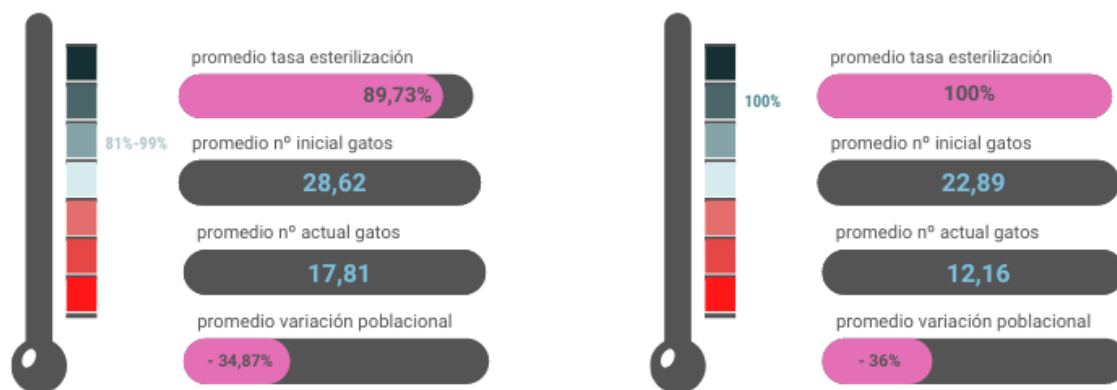 promedio tasa esterilización
89,73%
81%-99%
promedio nº inicial gatos
28,62
promedio nº actual gatos
17,81
promedio variación poblacional
- 34,87%
promedio tasa esterilización
100%
100%
promedio nº inicial gatos
22,89
promedio nº actual gatos
12,16
promedio variación poblacional
- 36%